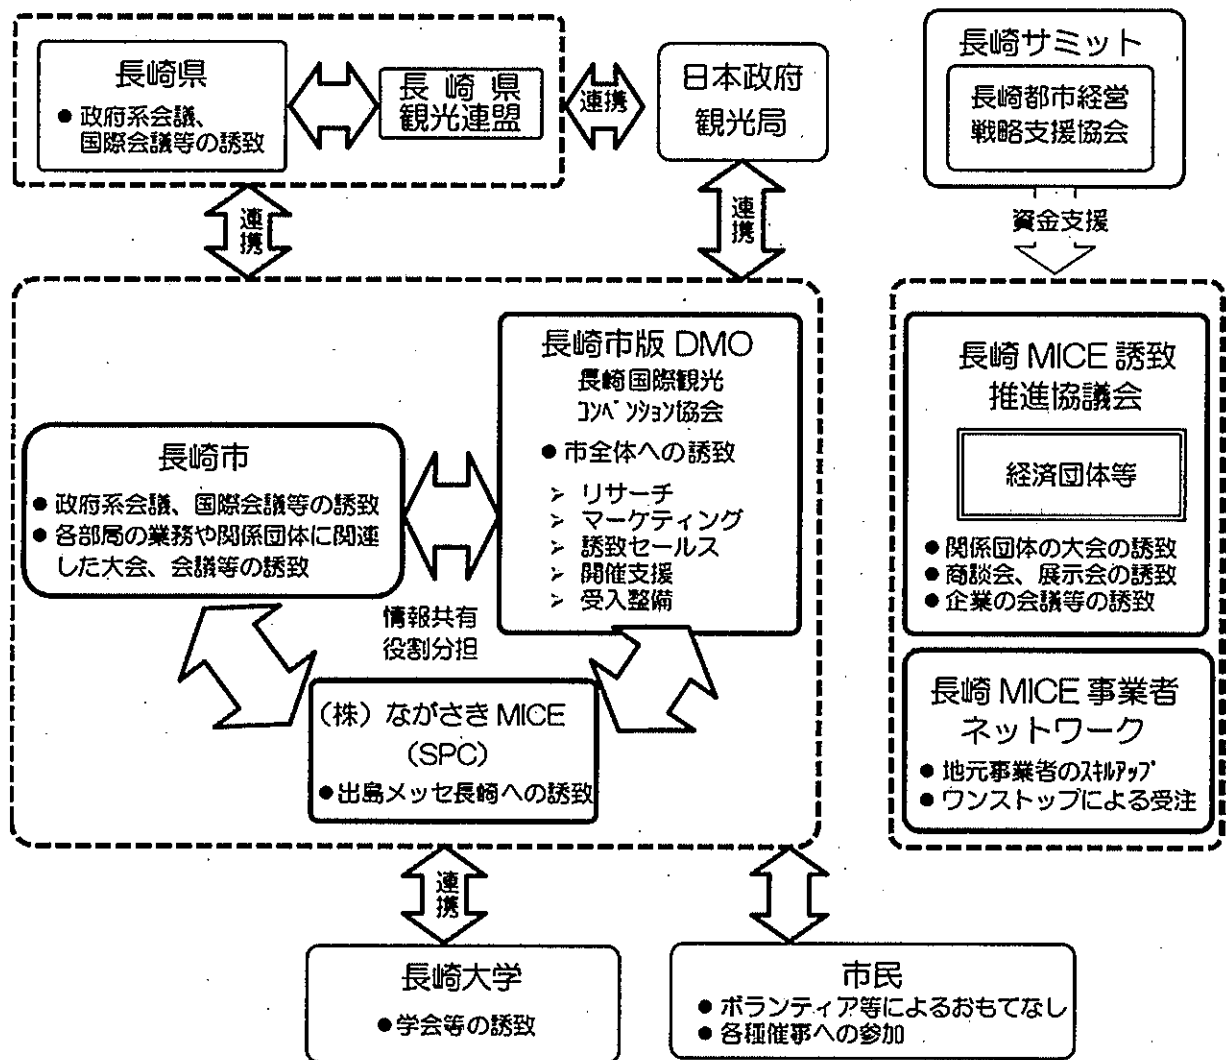 長崎県
● 政府系会議、
国際会議等の誘致
長崎県
観光連盟
連携
日本政府
観光局
長崎サミット
長崎都市経営
戦略支援協会
連携
連携
資金支援
長崎市版 DMO
長崎国際観光
コンベンション協会
● 市全体への誘致
➢ リサーチ
➢ マーケティング
➢ 誘致セールス
➢ 開催支援
➢ 受入整備
長崎市
● 政府系会議、国際会議等の誘致
● 各部局の業務や関係団体に関連
した大会、会議等の誘致
情報共有
役割分担
（株）ながさき MICE
（SPC）
● 出島メッセ長崎への誘致
長崎 MICE 誘致
推進協議会
経済団体等
● 関係団体の大会の誘致
● 商談会、展示会の誘致
● 企業の会議等の誘致
長崎 MICE 事業者
ネットワーク
● 地元事業者のスキルアップ
● ワンストップによる受注
連携
長崎大学
● 学会等の誘致
市民
● ボランティア等によるおもてなし
● 各種催事への参加